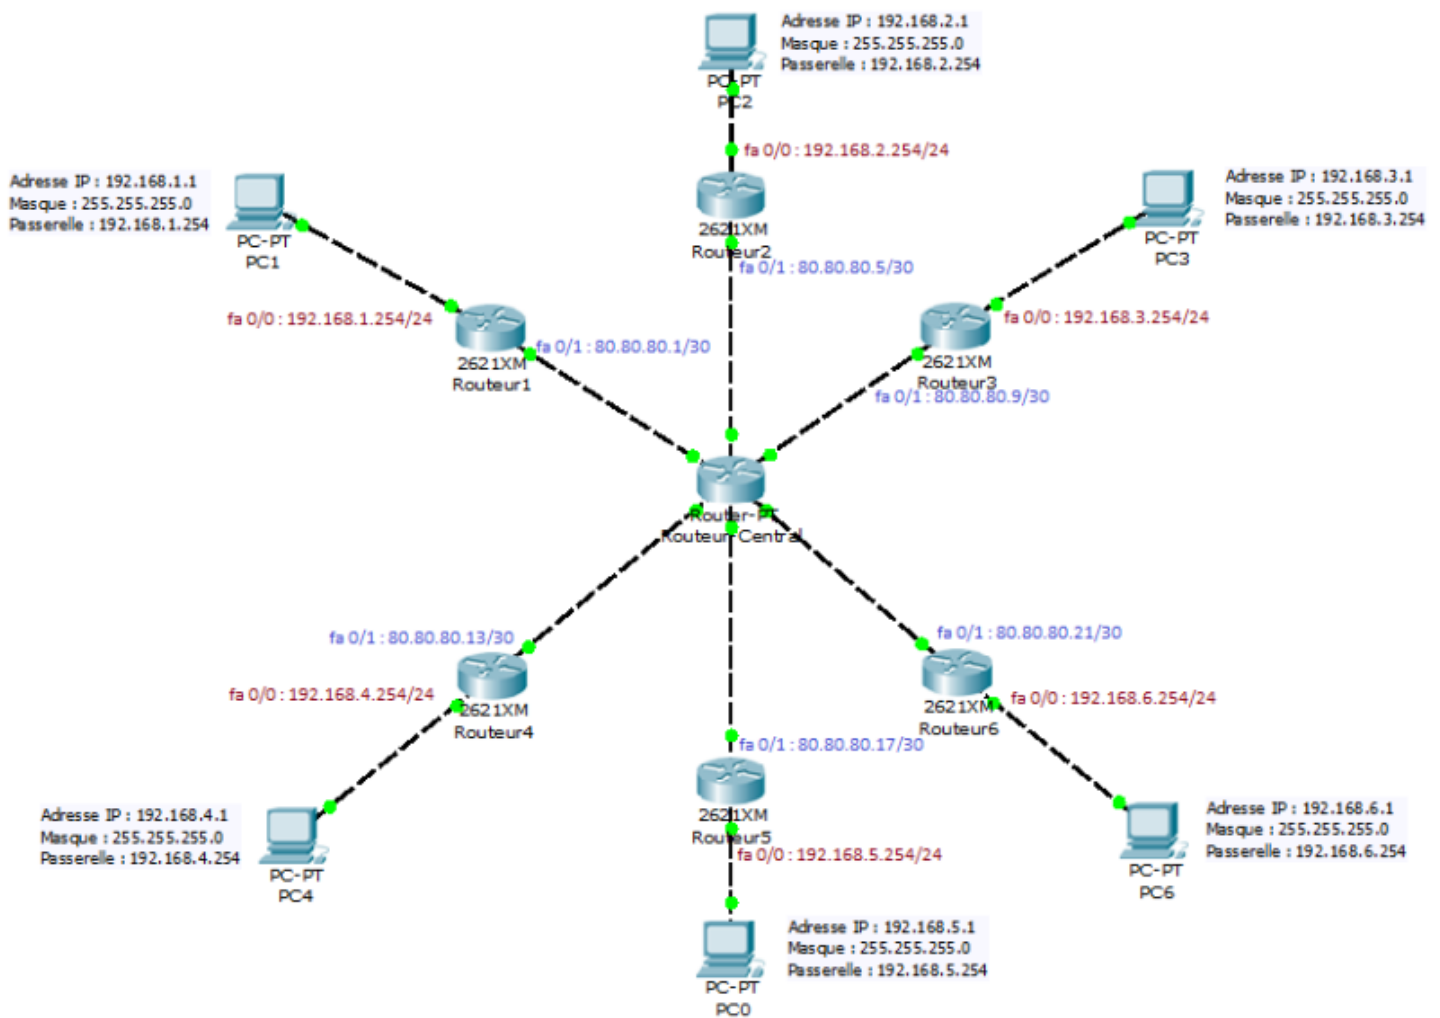 Adresse IP : 192.168.2.1
Masque : 255.255.255.0
Passerelle : 192.168.2.254
PC-PT
PC2
fa 0/0 : 192.168.2.254/24
2621XM
Routeur2
fa 0/1 : 80.80.80.5/30
Adresse IP : 192.168.1.1
Masque : 255.255.255.0
Passerelle : 192.168.1.254
PC-PT
PC1
fa 0/0 : 192.168.1.254/24
fa 0/1 : 80.80.80.1/30
2621XM
Routeur1
Adresse IP : 192.168.3.1
Masque : 255.255.255.0
Passerelle : 192.168.3.254
PC-PT
PC3
fa 0/0 : 192.168.3.254/24
2621XM
Routeur3
fa 0/1 : 80.80.80.9/30
Router-PT
Routeur-Central
fa 0/1 : 80.80.80.13/30
fa 0/0 : 192.168.4.254/24
2621XM
Routeur4
Adresse IP : 192.168.4.1
Masque : 255.255.255.0
Passerelle : 192.168.4.254
PC-PT
PC4
fa 0/1 : 80.80.80.17/30
2621XM
Routeur5
fa 0/0 : 192.168.5.254/24
Adresse IP : 192.168.5.1
Masque : 255.255.255.0
Passerelle : 192.168.5.254
PC-PT
PC0
fa 0/1 : 80.80.80.21/30
fa 0/0 : 192.168.6.254/24
2621XM
Routeur6
Adresse IP : 192.168.6.1
Masque : 255.255.255.0
Passerelle : 192.168.6.254
PC-PT
PC6